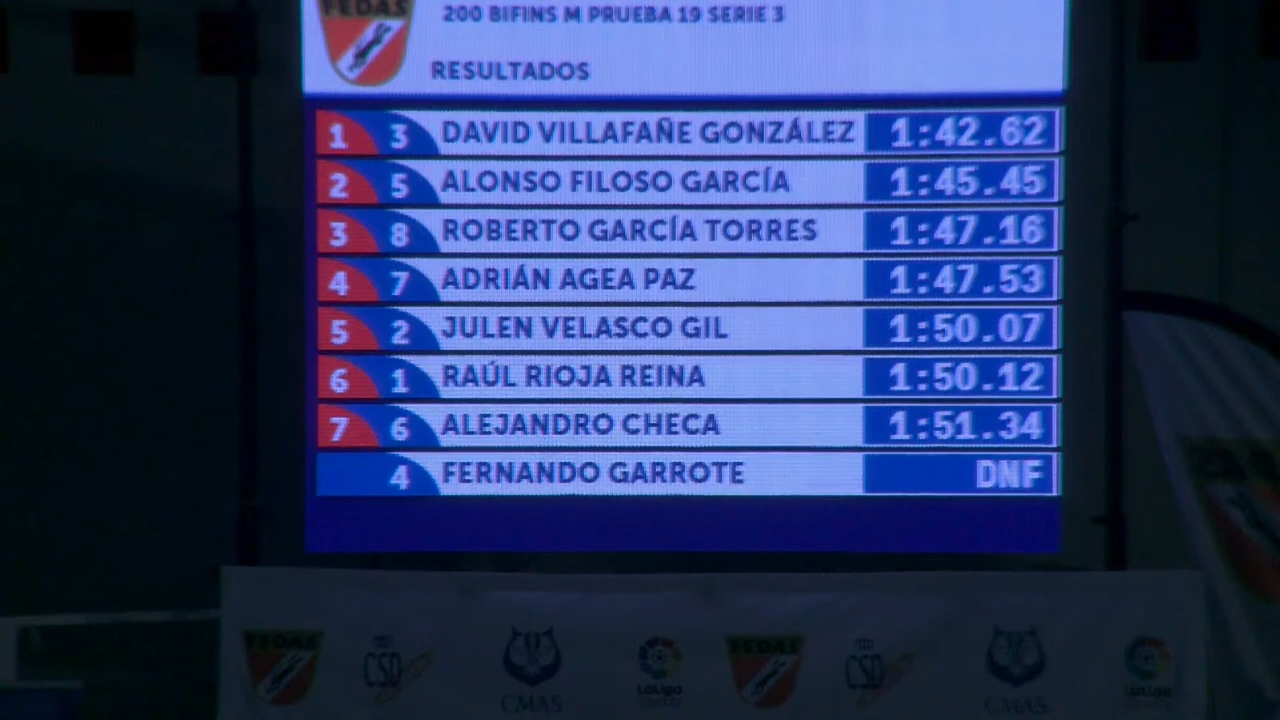 FEDAS
200 BIFINS M PRUEBA 19 SERIE 3
RESULTADOS
1 3 DAVID VILLAFAÑE GONZÁLEZ 1:42.62
2 5 ALONSO FILOSO GARCÍA 1:45.45
3 8 ROBERTO GARCÍA TORRES 1:47.16
4 7 ADRIÁN AGEA PAZ 1:47.53
5 2 JULEN VELASCO GIL 1:50.07
6 1 RAÚL RIOJA REINA 1:50.12
7 6 ALEJANDRO CHECA 1:51.34
4 FERNANDO GARROTE DNF
FEDAS CSD CMAS LaLiga FEDAS CSD CMAS LaLiga